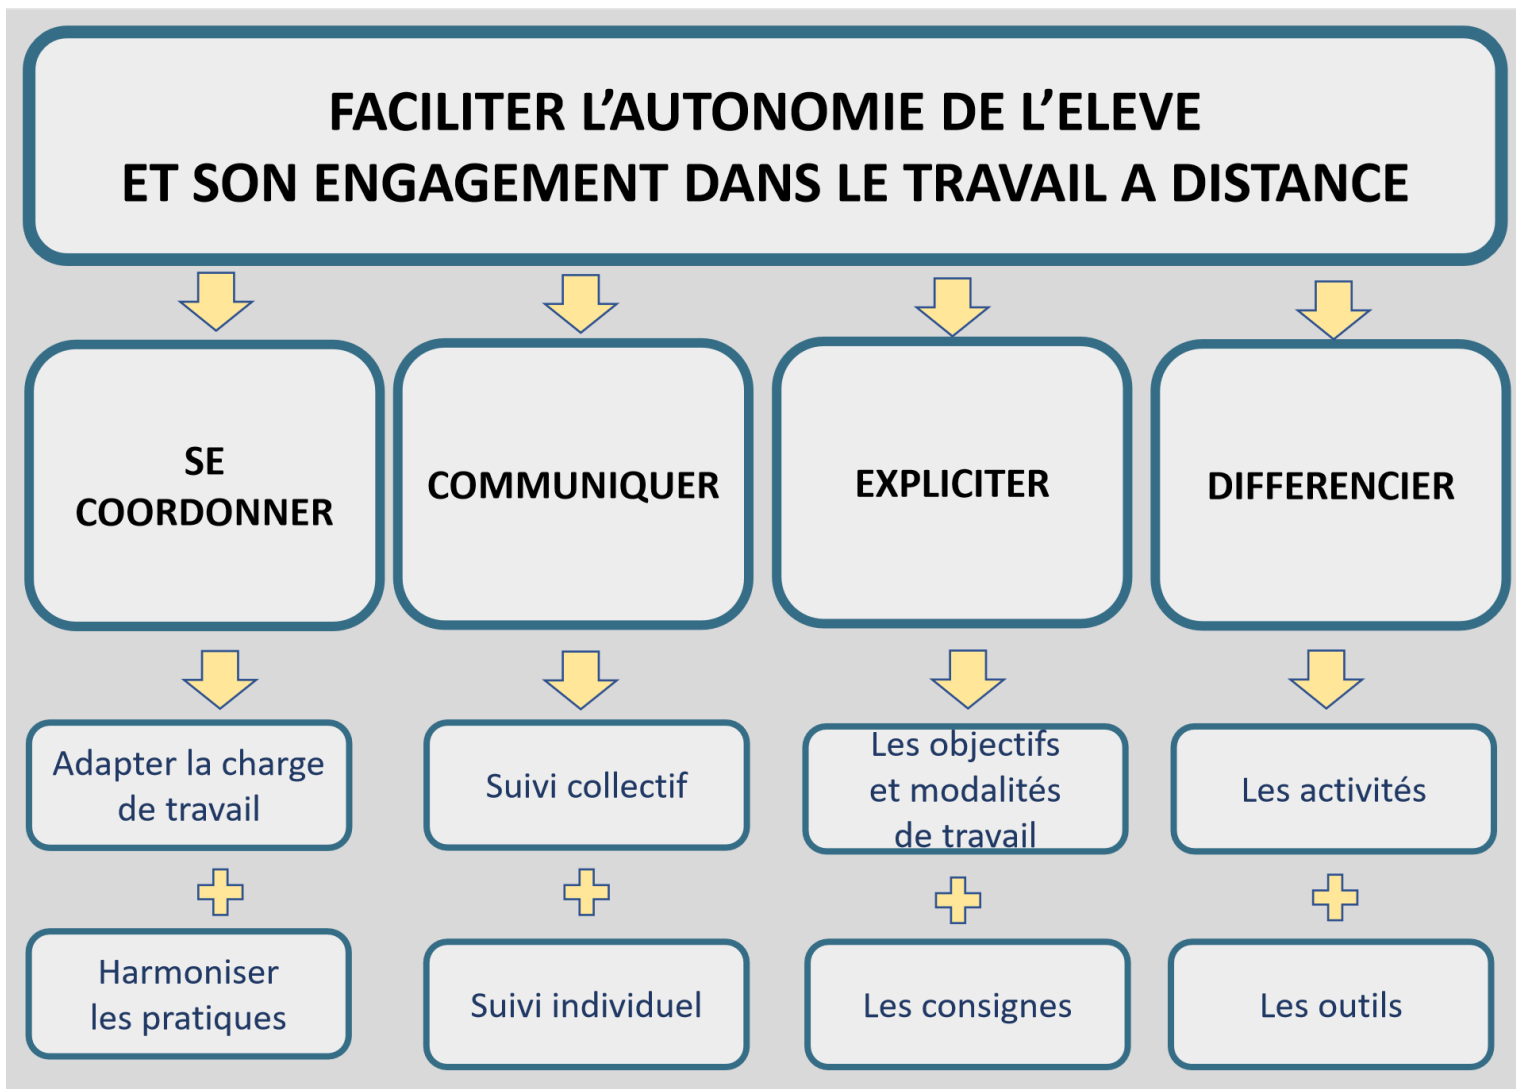 FACILITER L’AUTONOMIE DE L’ELEVE
ET SON ENGAGEMENT DANS LE TRAVAIL A DISTANCE
SE
COORDONNER
COMMUNIQUER
EXPLICITER
DIFFERENCIER
Adapter la charge
de travail
Suivi collectif
Les objectifs
et modalités
de travail
Les activités
Harmoniser
les pratiques
Suivi individuel
Les consignes
Les outils